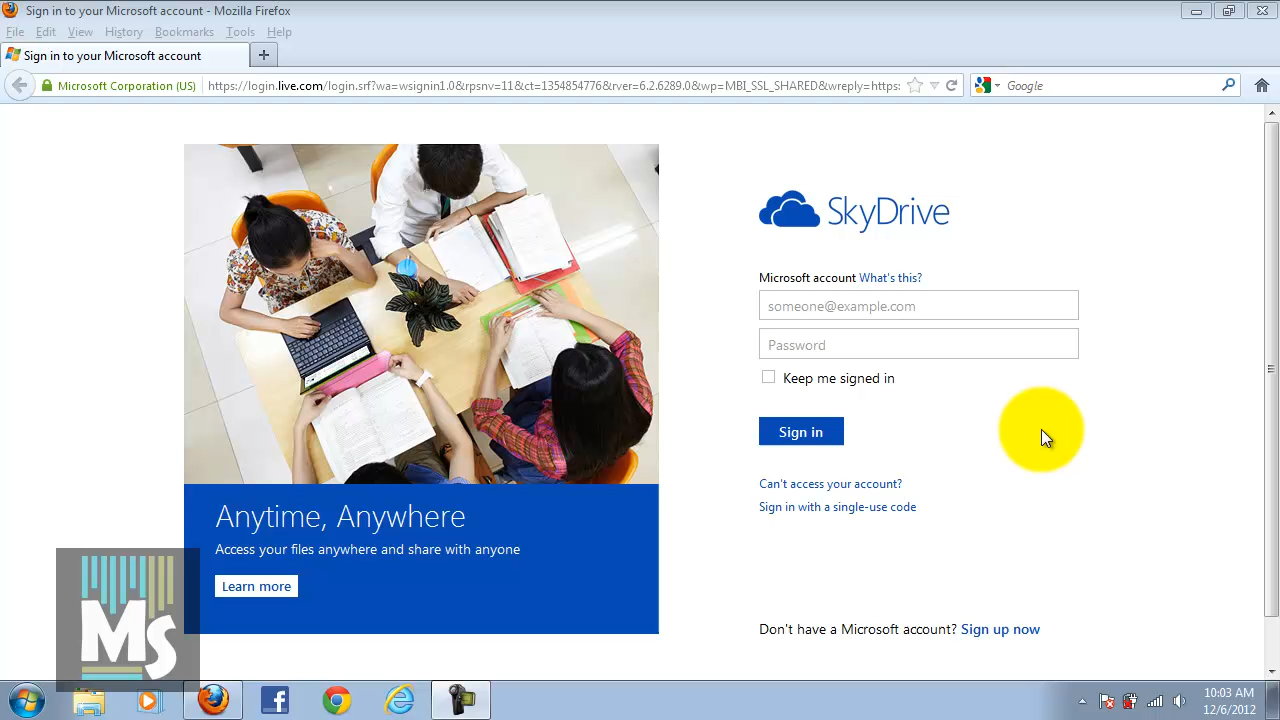 Sign in to your Microsoft account - Mozilla Firefox
File Edit View History Bookmarks Tools Help
Sign in to your Microsoft account
Microsoft Corporation (US) https://login.live.com/login.srf?wa=wsignin1.0&rpsnv=11&ct=1354854776&rver=6.2.6289.0&wp=MBI_SSL_SHARED&wreply=https: Google
SkyDrive
Microsoft account What's this?
someone@example.com
Password
Keep me signed in
Sign in
Can't access your account?
Sign in with a single-use code
Anytime, Anywhere
Access your files anywhere and share with anyone
Learn more
Don't have a Microsoft account? Sign up now
MS
10:03 AM
12/6/2012